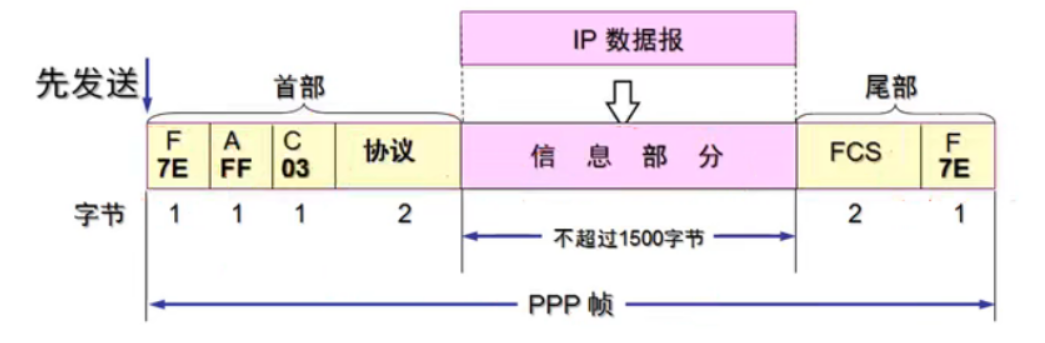 IP 数据报
先发送
首部
尾部
F A C 协议 信息部分 FCS F
7E FF 03 7E
字节 1 1 1 2 2 1
不超过1500字节
PPP 帧